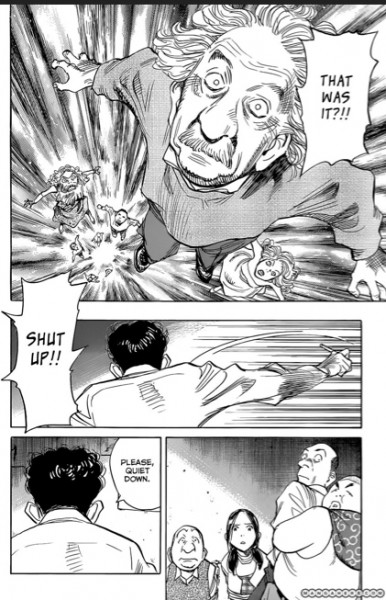 THAT
WAS
IT?!!
SHUT
UP!!
PLEASE,
QUIET
DOWN.